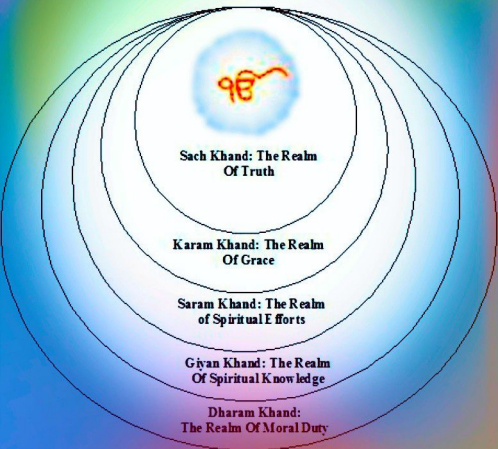 ੴ
Sach Khand: The Realm
Of Truth
Karam Khand: The Realm
Of Grace
Saram Khand: The Realm
of Spiritual Efforts
Giyan Khand: The Realm
Of Spiritual Knowledge
Dharam Khand:
The Realm Of Moral Duty